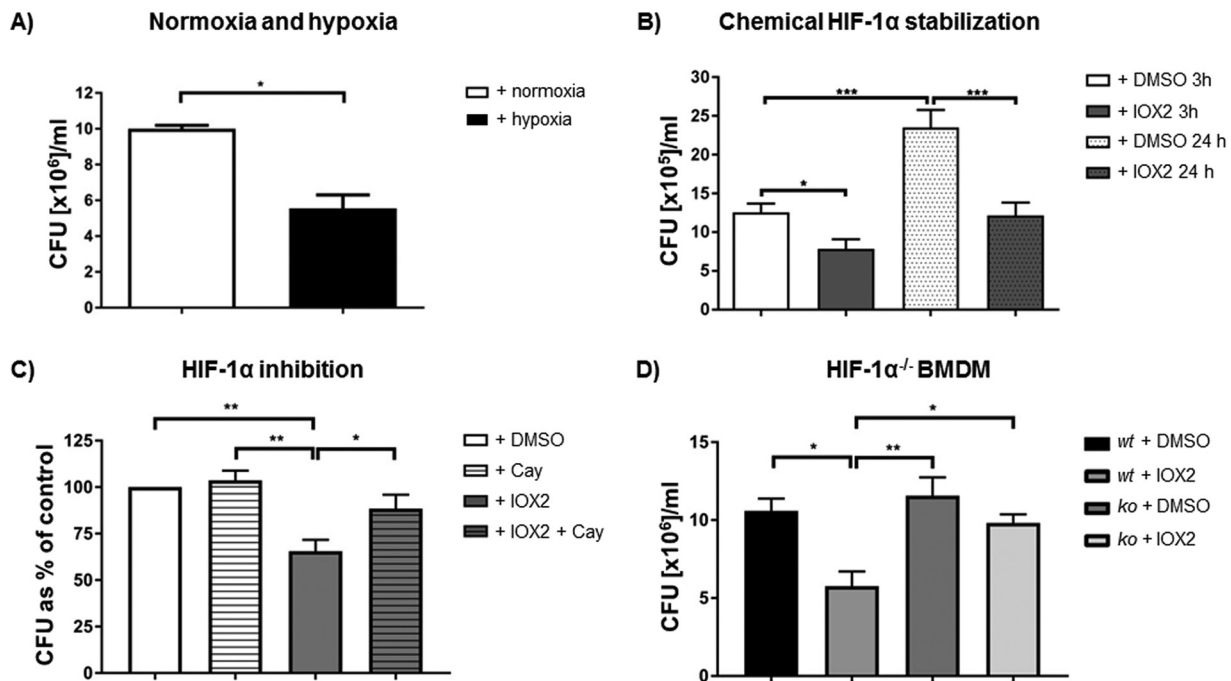 A) Normoxia and hypoxia
*
12
10
8
6
4
2
0
CFU [x10⁶]/ml
+ normoxia
+ hypoxia
B) Chemical HIF-1α stabilization
***
***
*
30
25
20
15
10
5
0
CFU [x10⁵]/ml
+ DMSO 3h
+ IOX2 3h
+ DMSO 24 h
+ IOX2 24 h
C) HIF-1α inhibition
**
**
*
125
100
75
50
25
0
CFU as % of control
+ DMSO
+ Cay
+ IOX2
+ IOX2 + Cay
D) HIF-1α⁻/⁻ BMDM
*
*
**
15
10
5
0
CFU [x10⁶]/ml
wt + DMSO
wt + IOX2
ko + DMSO
ko + IOX2